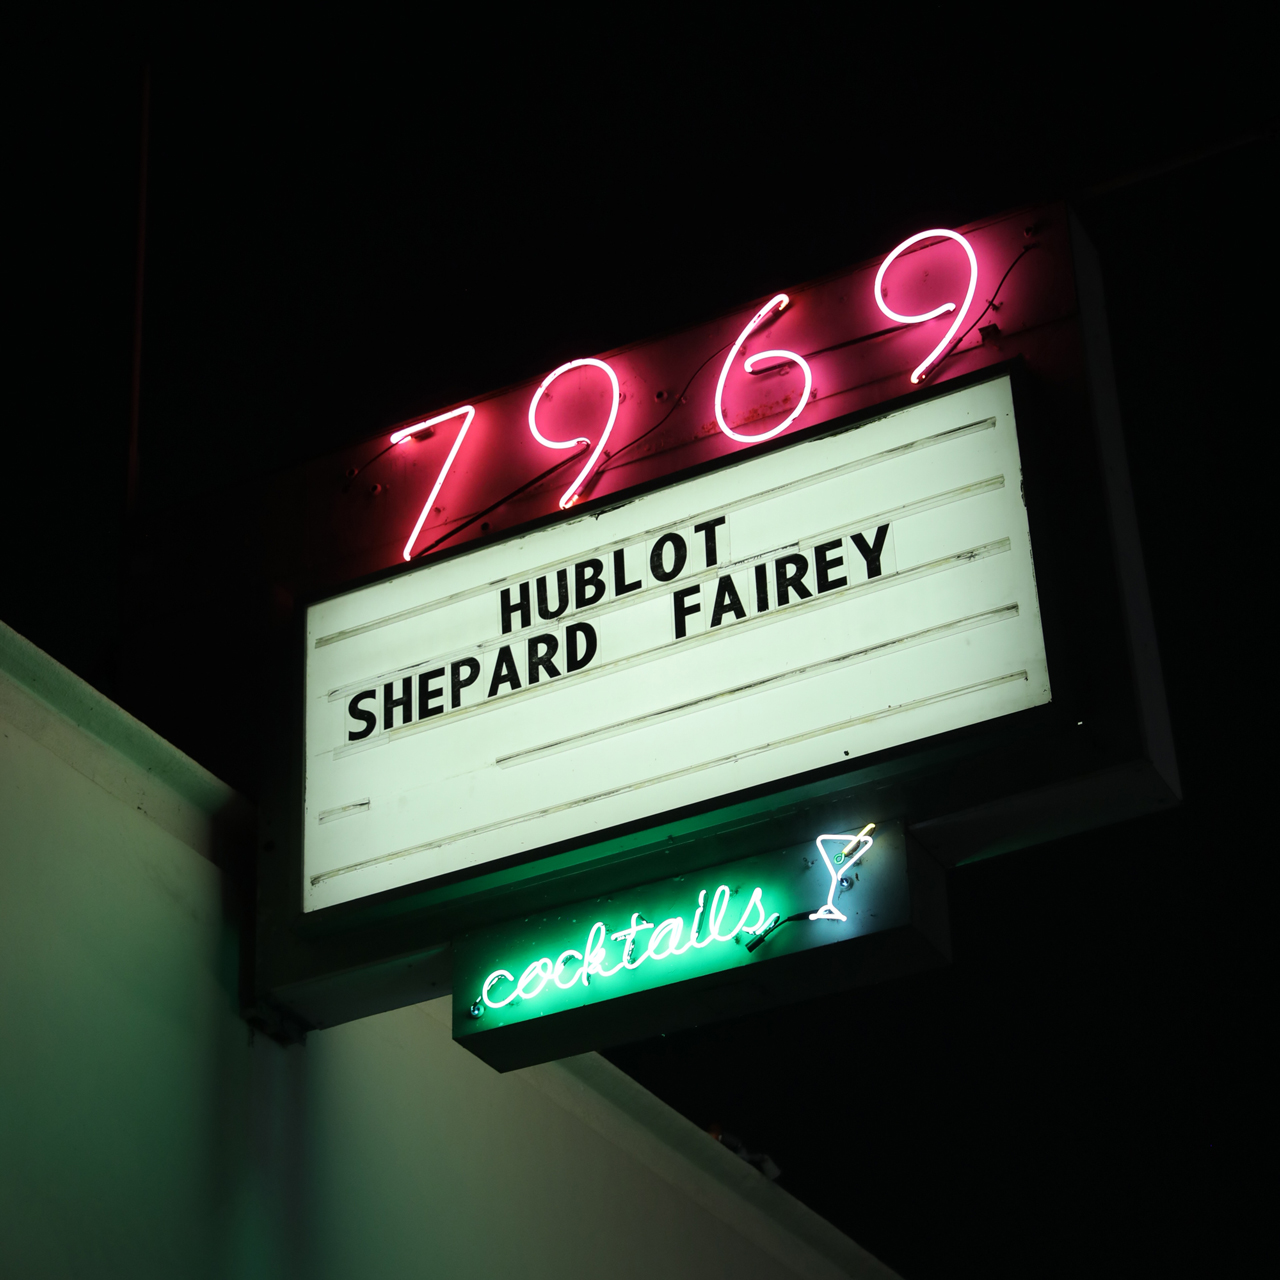 7969
HUBLOT
SHEPARD FAIREY
cocktails